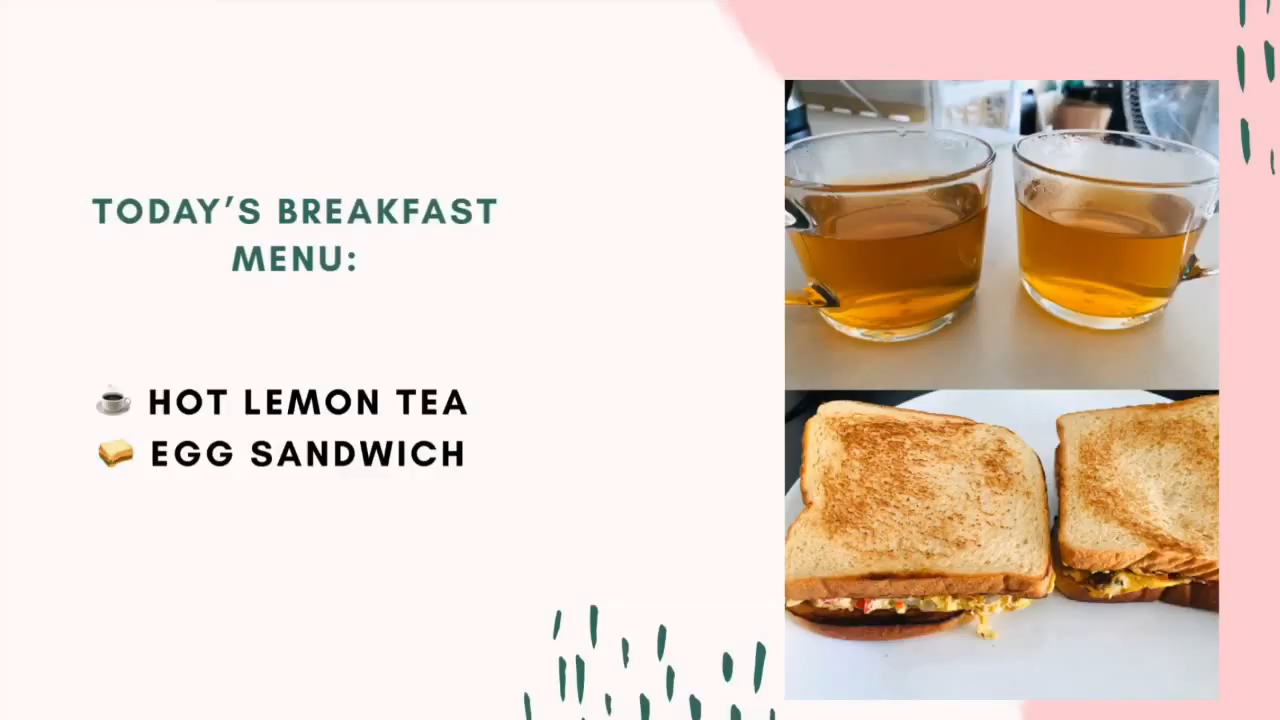 TODAY’S BREAKFAST
MENU:
☕ HOT LEMON TEA
🥪 EGG SANDWICH